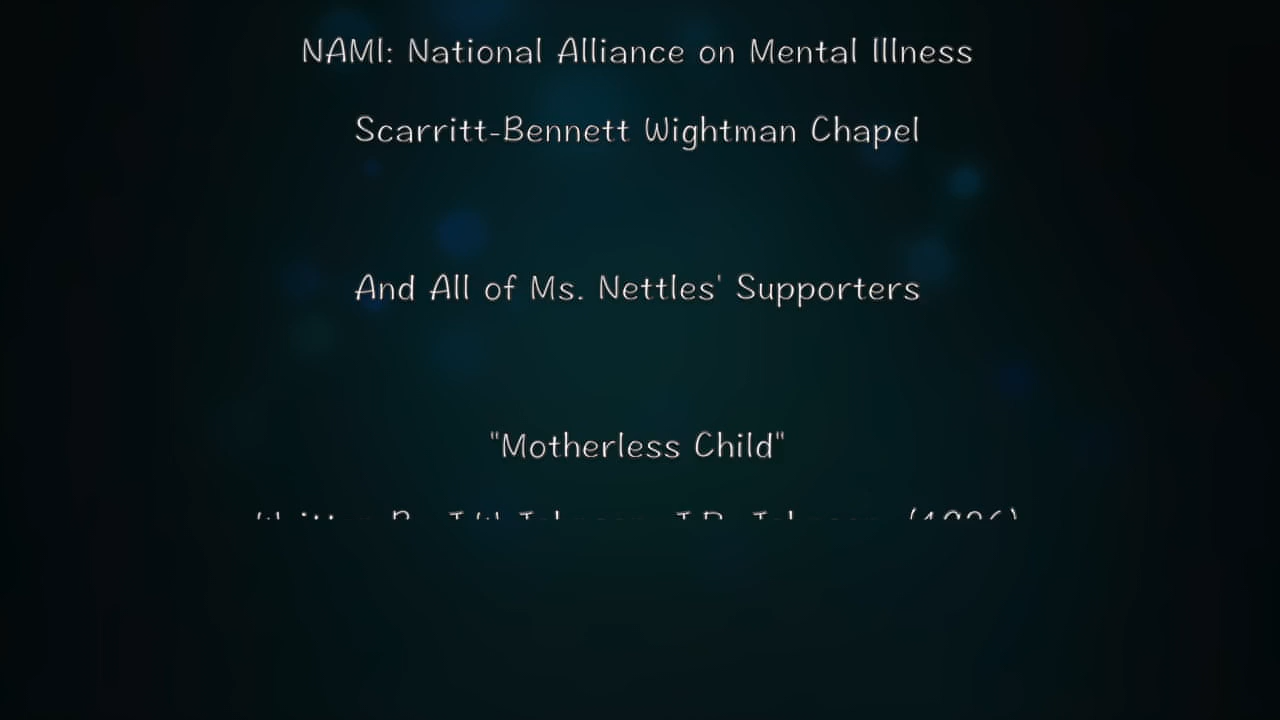 NAMI: National Alliance on Mental Illness
Scarritt-Bennett Wightman Chapel
And All of Ms. Nettles' Supporters
"Motherless Child"